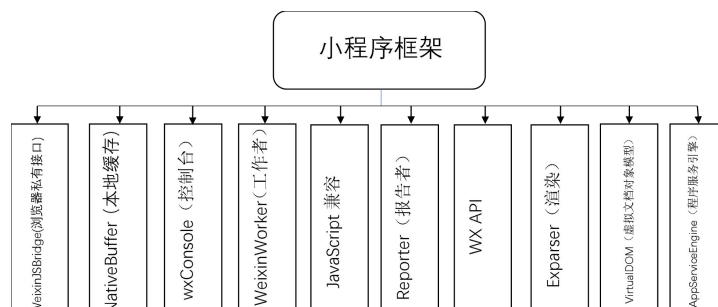 小程序框架
WeixinJSBridge(浏览器私有接口)
NativeBuffer（本地缓存）
wxConsole（控制台）
WeixinWorker（工作者）
JavaScript 兼容
Reporter（报告者）
WX API
Exparser（渲染）
VirtualDOM（虚拟文档对象模型）
AppServiceEngine（程序服务引擎）